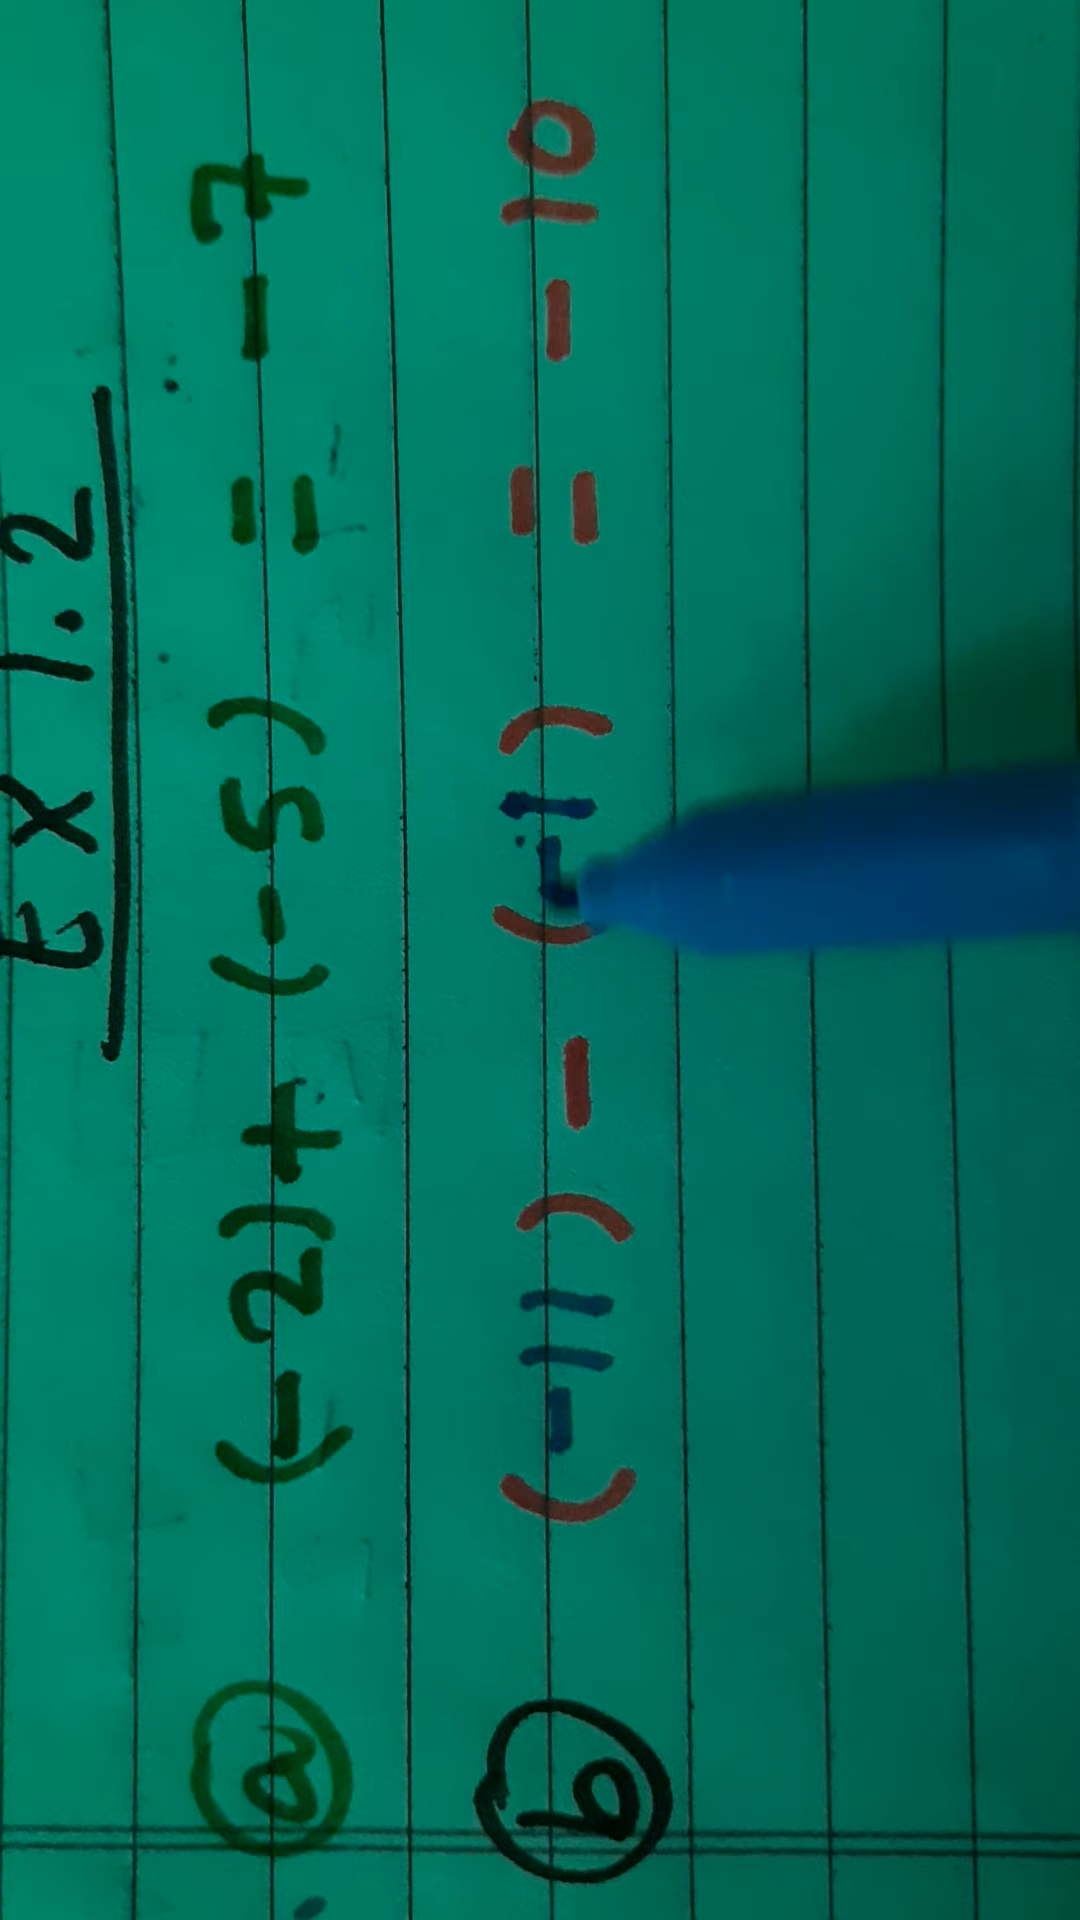 Ex 1.2
(a) (-2)+(-5) = -7
(b) (-11) - (-1) = -10